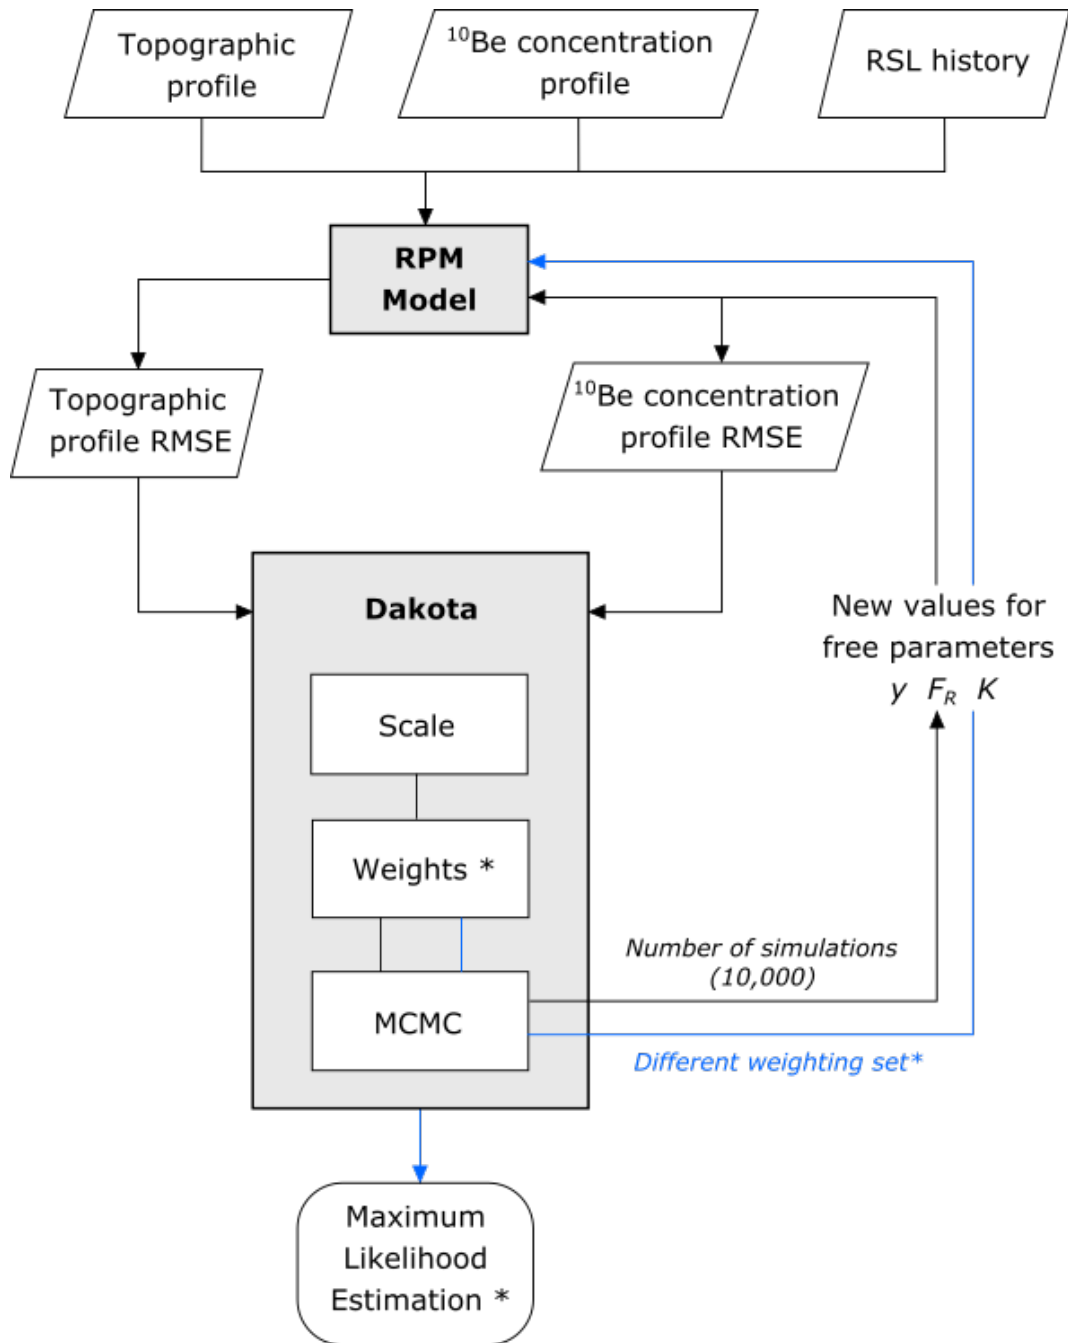 Topographic
profile
¹⁰Be concentration
profile
RSL history
RPM
Model
Topographic
profile RMSE
¹⁰Be concentration
profile RMSE
Dakota
New values for
free parameters
y F_R K
Scale
Weights *
MCMC
Number of simulations
(10,000)
Different weighting set*
Maximum
Likelihood
Estimation *